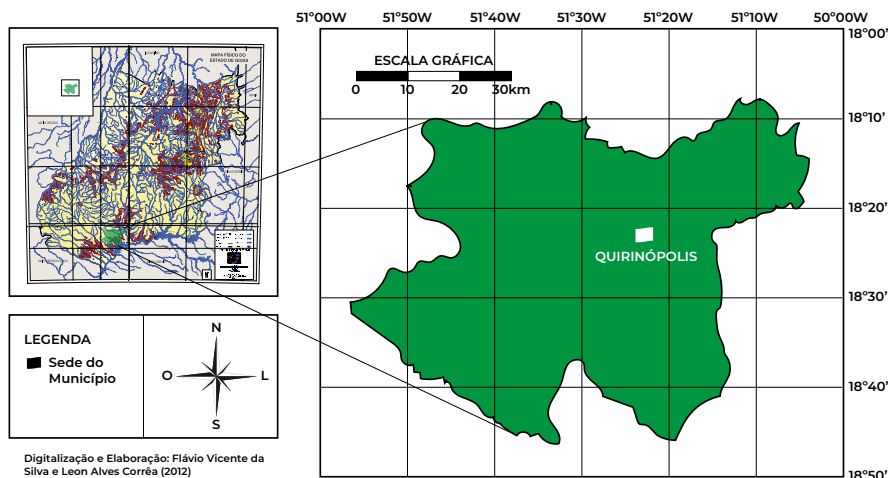 51°00'W 51°50'W 51°40'W 51°30'W 51°20'W 51°10'W 50°00'W
18°00'
18°10'
18°20'
18°30'
18°40'
18°50'
MAPA FÍSICO DO
ESTADO DE GOIÁS
ESCALA GRÁFICA
0 10 20 30km
QUIRINÓPOLIS
LEGENDA
Sede do
Município
N
O L
S
Digitalização e Elaboração: Flávio Vicente da
Silva e Leon Alves Corrêa (2012)